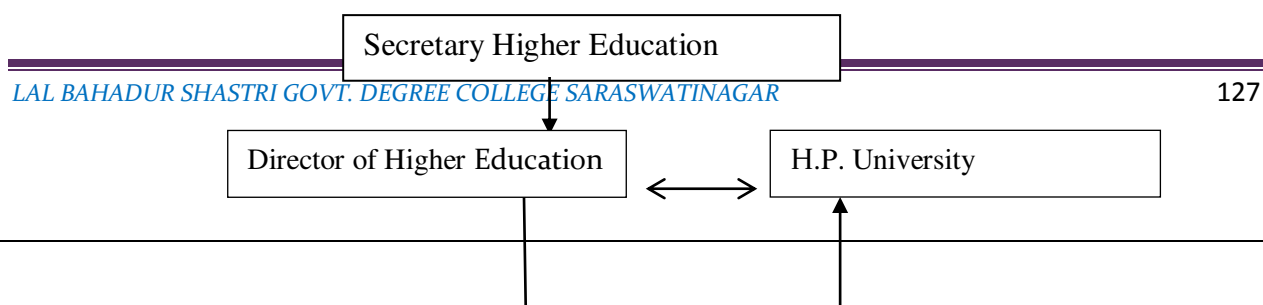 Secretary Higher Education
LAL BAHADUR SHASTRI GOVT. DEGREE COLLEGE SARASWATINAGAR 127
Director of Higher Education
H.P. University